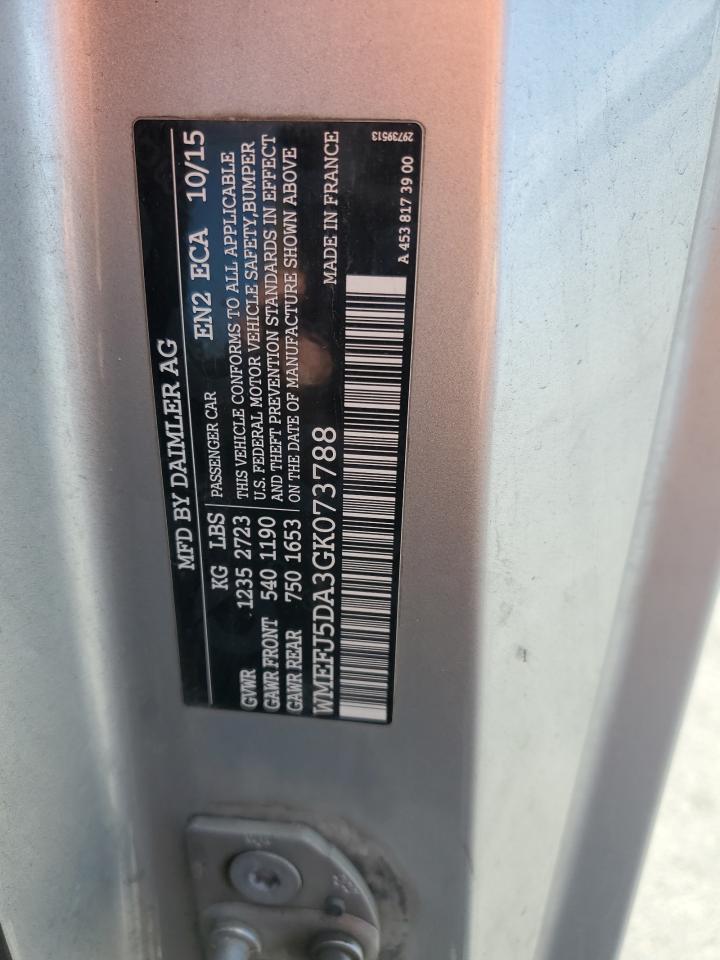 MFD BY DAIMLER AG EN2 ECA 10/15
KG LBS PASSENGER CAR
GVWR 1235 2723 THIS VEHICLE CONFORMS TO ALL APPLICABLE
U.S. FEDERAL MOTOR VEHICLE SAFETY,BUMPER
GAWR FRONT 540 1190 AND THEFT PREVENTION STANDARDS IN EFFECT
GAWR REAR 750 1653 ON THE DATE OF MANUFACTURE SHOWN ABOVE
WMEFJ5DA3GK073788 MADE IN FRANCE
A 453 817 39 00 29739513